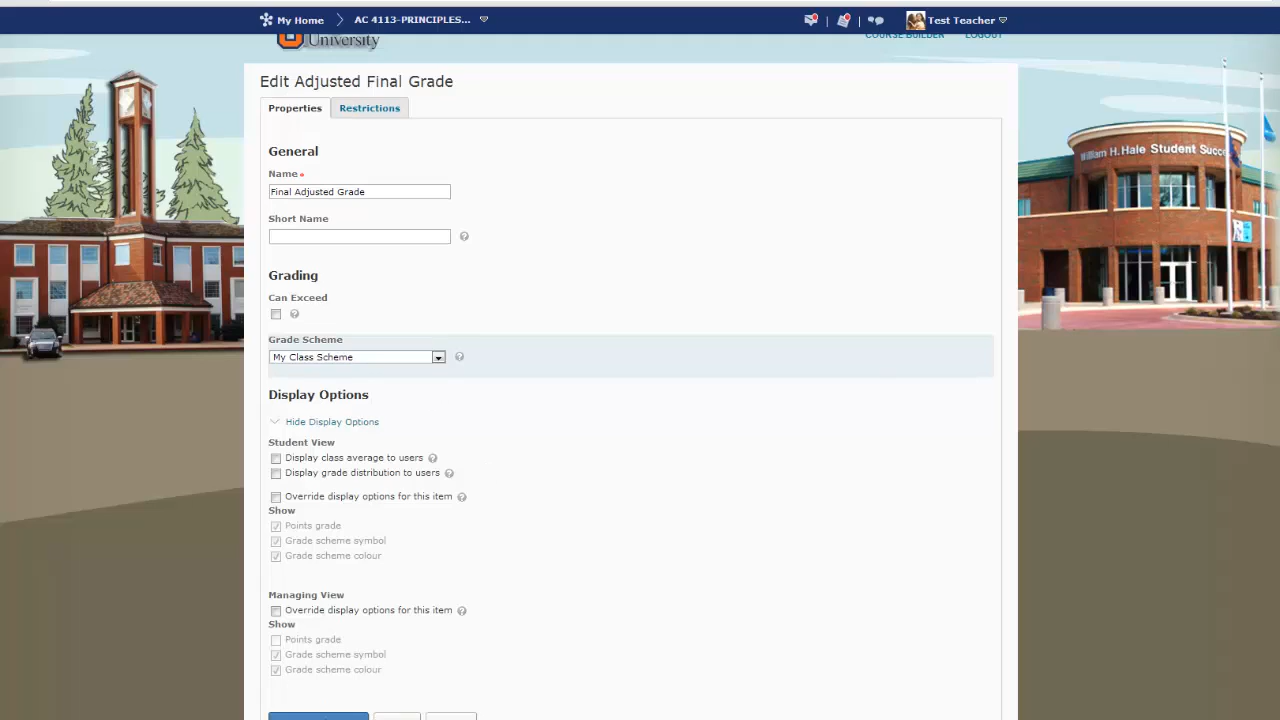 My Home
AC 4113-PRINCIPLES...
Test Teacher
University
COURSE BUILDER
LOGOUT
Edit Adjusted Final Grade
Properties
Restrictions
William H. Hale Student Succ
General
Name
Final Adjusted Grade
Short Name
Grading
Can Exceed
Grade Scheme
My Class Scheme
Display Options
Hide Display Options
Student View
Display class average to users
Display grade distribution to users
Override display options for this item
Show
Points grade
Grade scheme symbol
Grade scheme colour
Managing View
Override display options for this item
Show
Points grade
Grade scheme symbol
Grade scheme colour